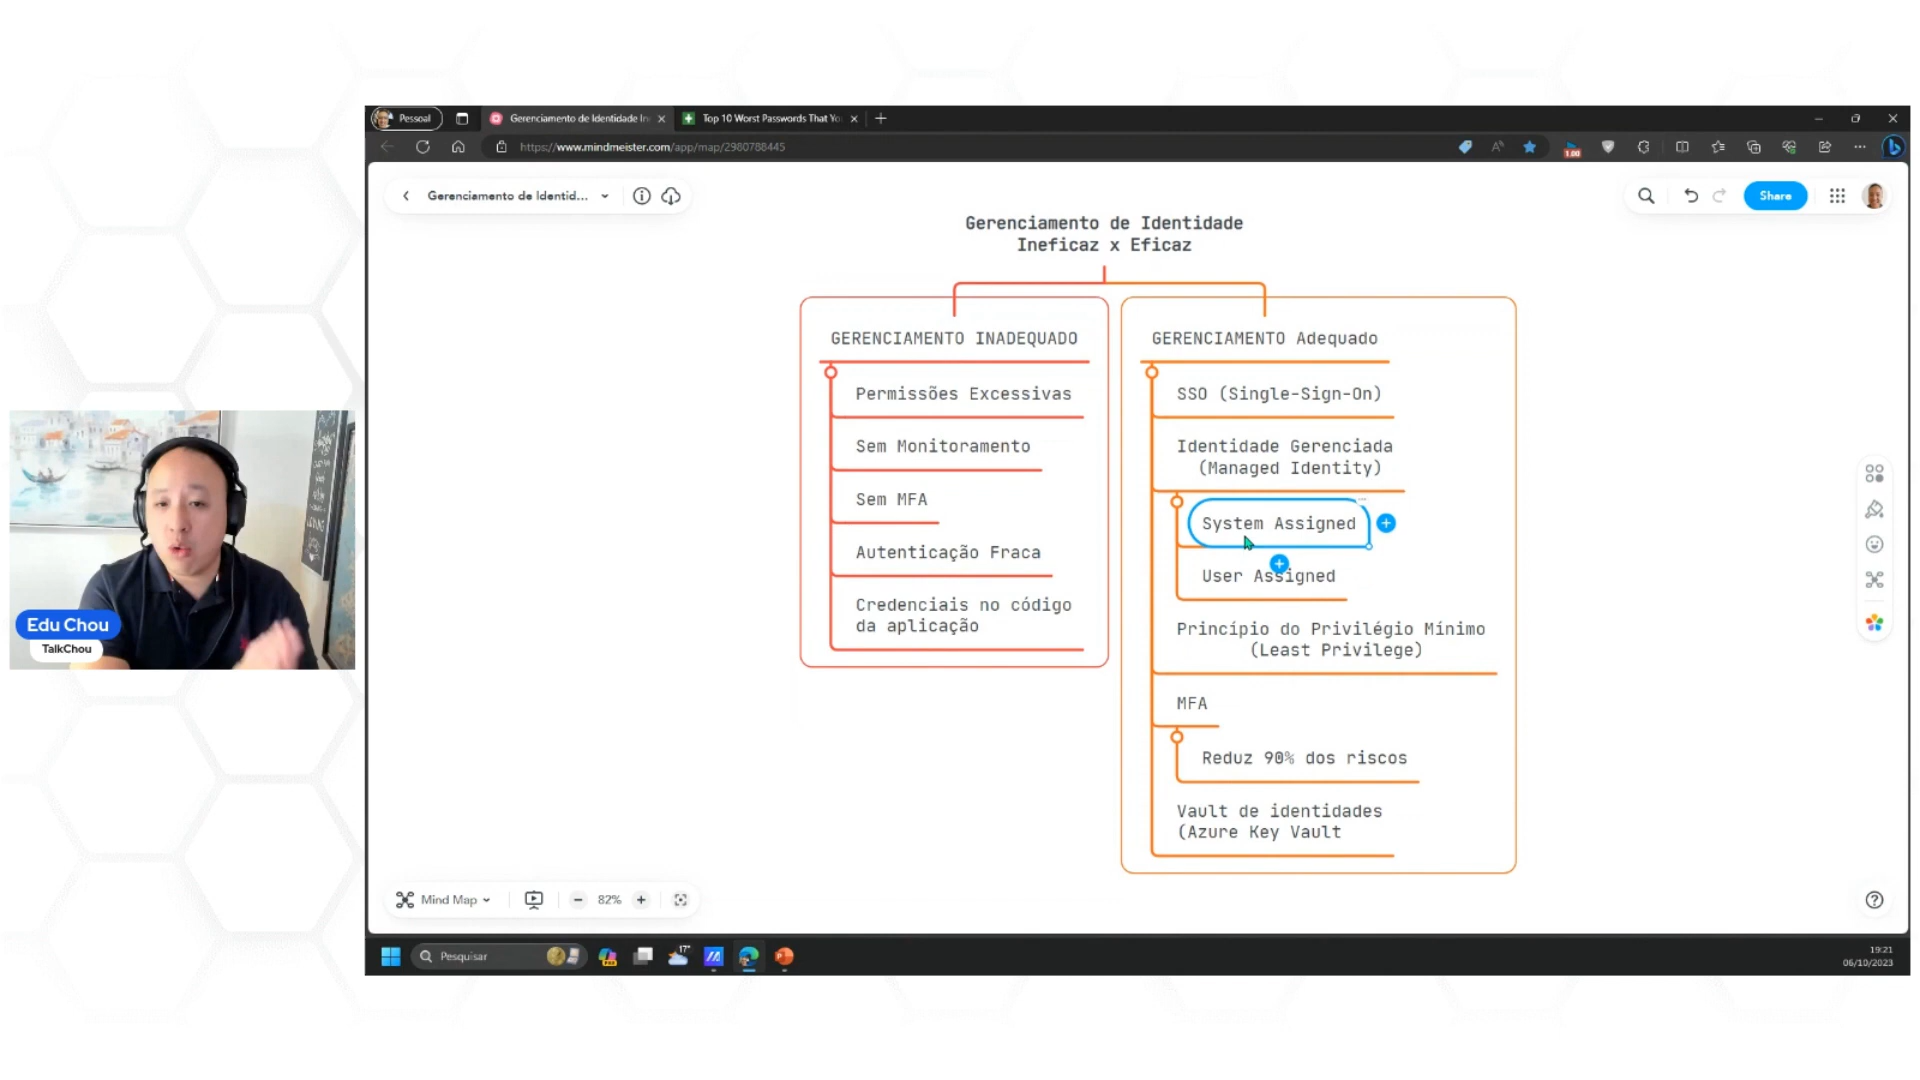 Pessoal
Gerenciamento de Identidade In
Top 10 Worst Passwords That Yo
https://www.mindmeister.com/app/map/2980788445
1.00
Gerenciamento de Identid...
Share
Gerenciamento de Identidade
Ineficaz x Eficaz
GERENCIAMENTO INADEQUADO
Permissões Excessivas
Sem Monitoramento
Sem MFA
Autenticação Fraca
Credenciais no código
da aplicação
GERENCIAMENTO Adequado
SSO (Single-Sign-On)
Identidade Gerenciada
(Managed Identity)
System Assigned
User Assigned
Princípio do Privilégio Mínimo
(Least Privilege)
MFA
Reduz 90% dos riscos
Vault de identidades
(Azure Key Vault
Edu Chou
TalkChou
Mind Map
82%
Pesquisar
17°
19:21
06/10/2023